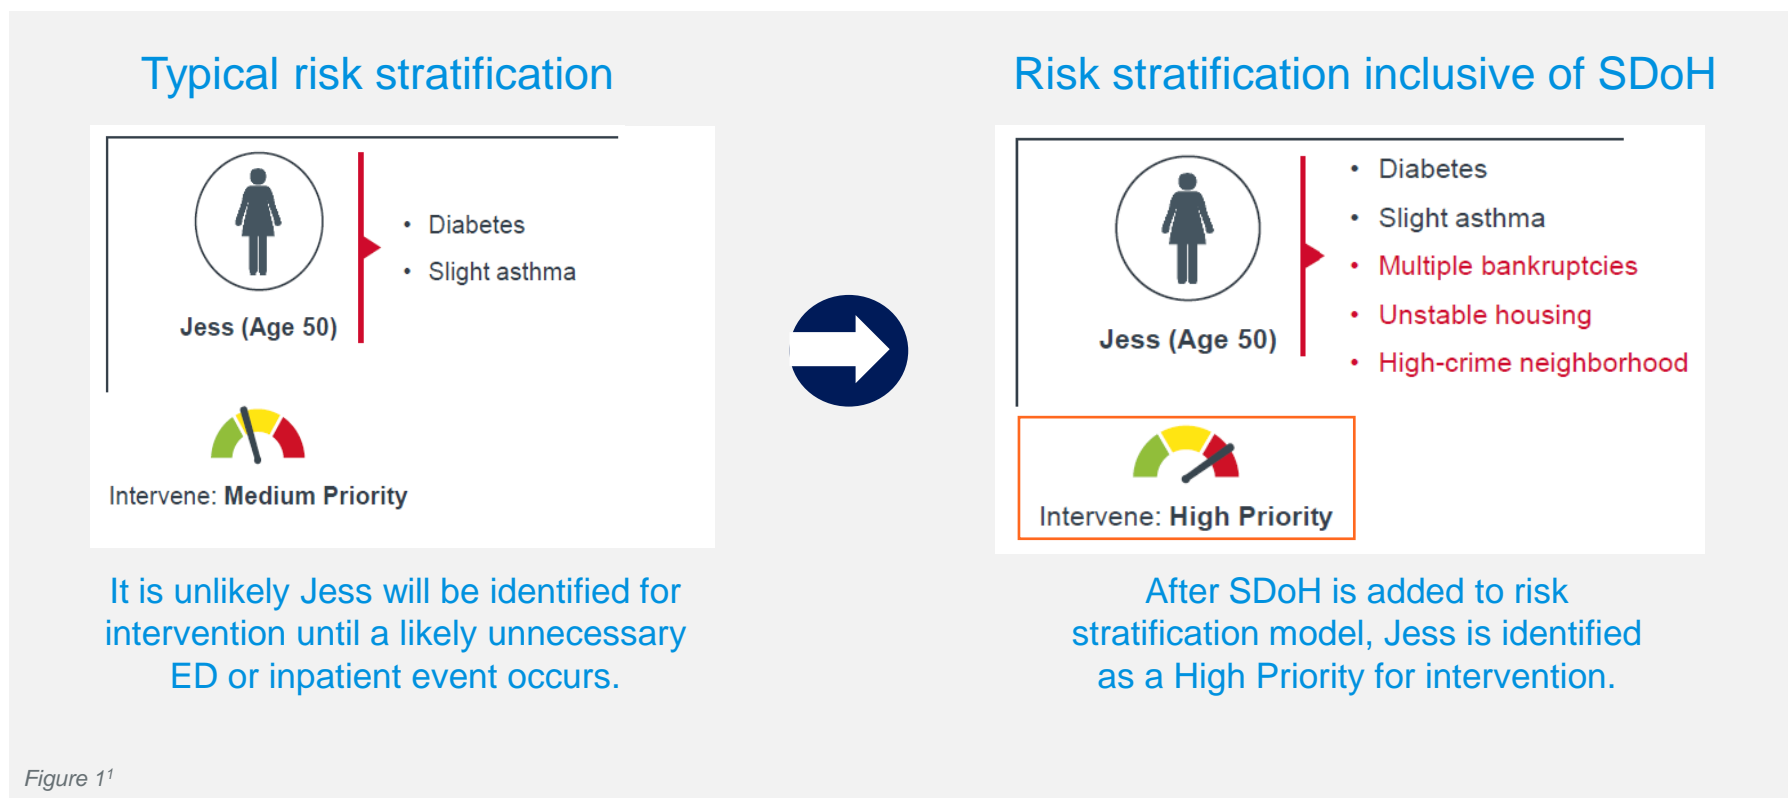 Typical risk stratification
• Diabetes
• Slight asthma
Jess (Age 50)
Intervene: Medium Priority
It is unlikely Jess will be identified for
intervention until a likely unnecessary
ED or inpatient event occurs.
Risk stratification inclusive of SDoH
• Diabetes
• Slight asthma
• Multiple bankruptcies
• Unstable housing
• High-crime neighborhood
Jess (Age 50)
Intervene: High Priority
After SDoH is added to risk
stratification model, Jess is identified
as a High Priority for intervention.
Figure 1¹